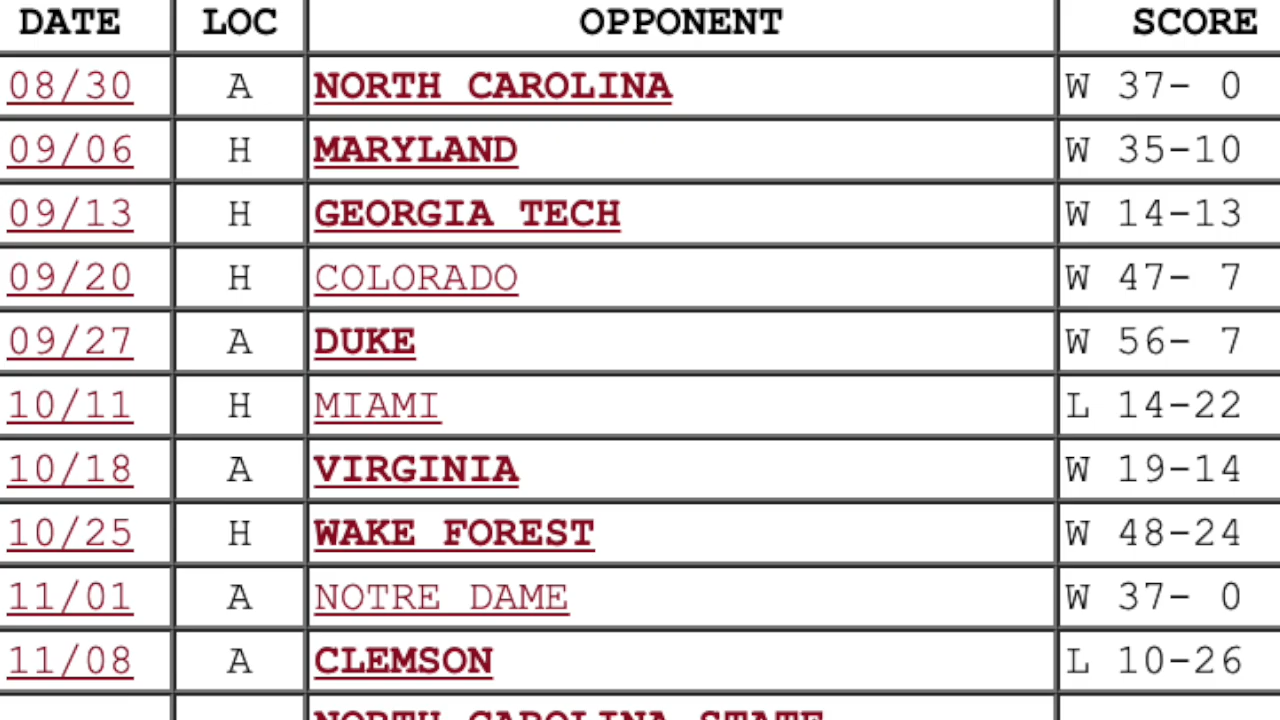 DATE LOC OPPONENT SCORE
08/30 A NORTH CAROLINA W 37- 0
09/06 H MARYLAND W 35-10
09/13 H GEORGIA TECH W 14-13
09/20 H COLORADO W 47- 7
09/27 A DUKE W 56- 7
10/11 H MIAMI L 14-22
10/18 A VIRGINIA W 19-14
10/25 H WAKE FOREST W 48-24
11/01 A NOTRE DAME W 37- 0
11/08 A CLEMSON L 10-26
NORTH CAROLINA STATE